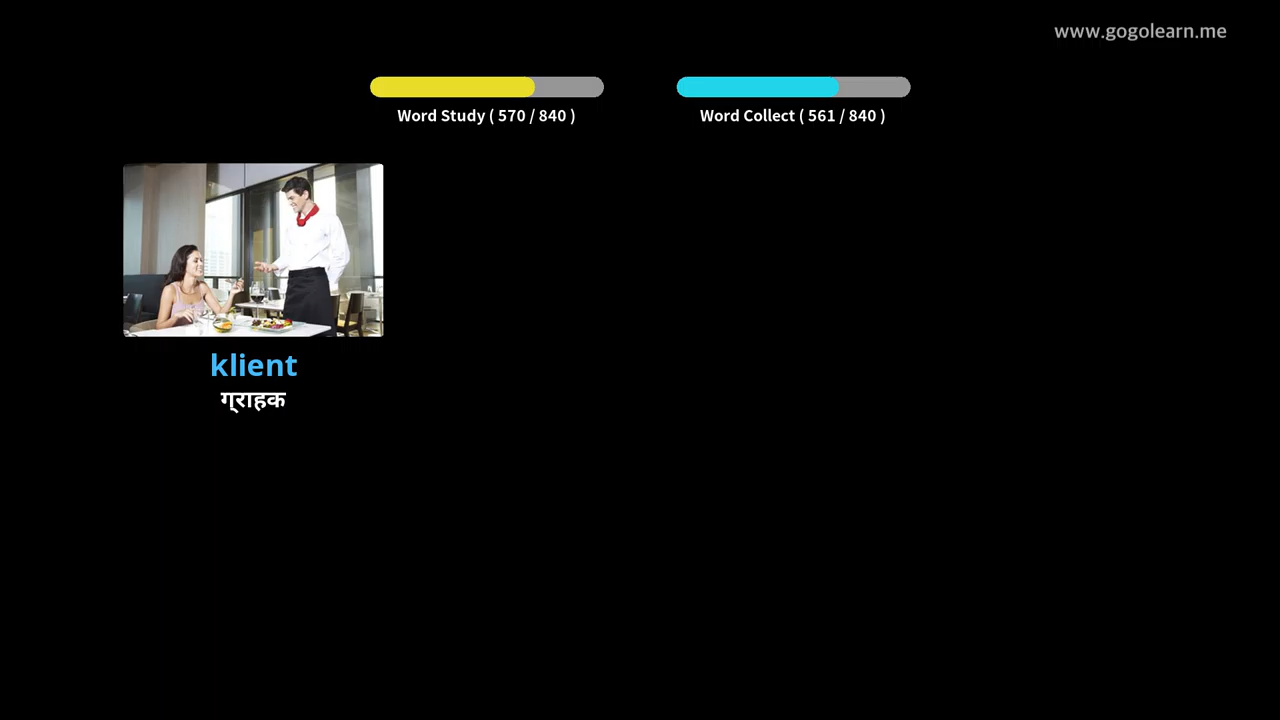 www.gogolearn.me
Word Study ( 570 / 840 )
Word Collect ( 561 / 840 )
klient
ग्राहक